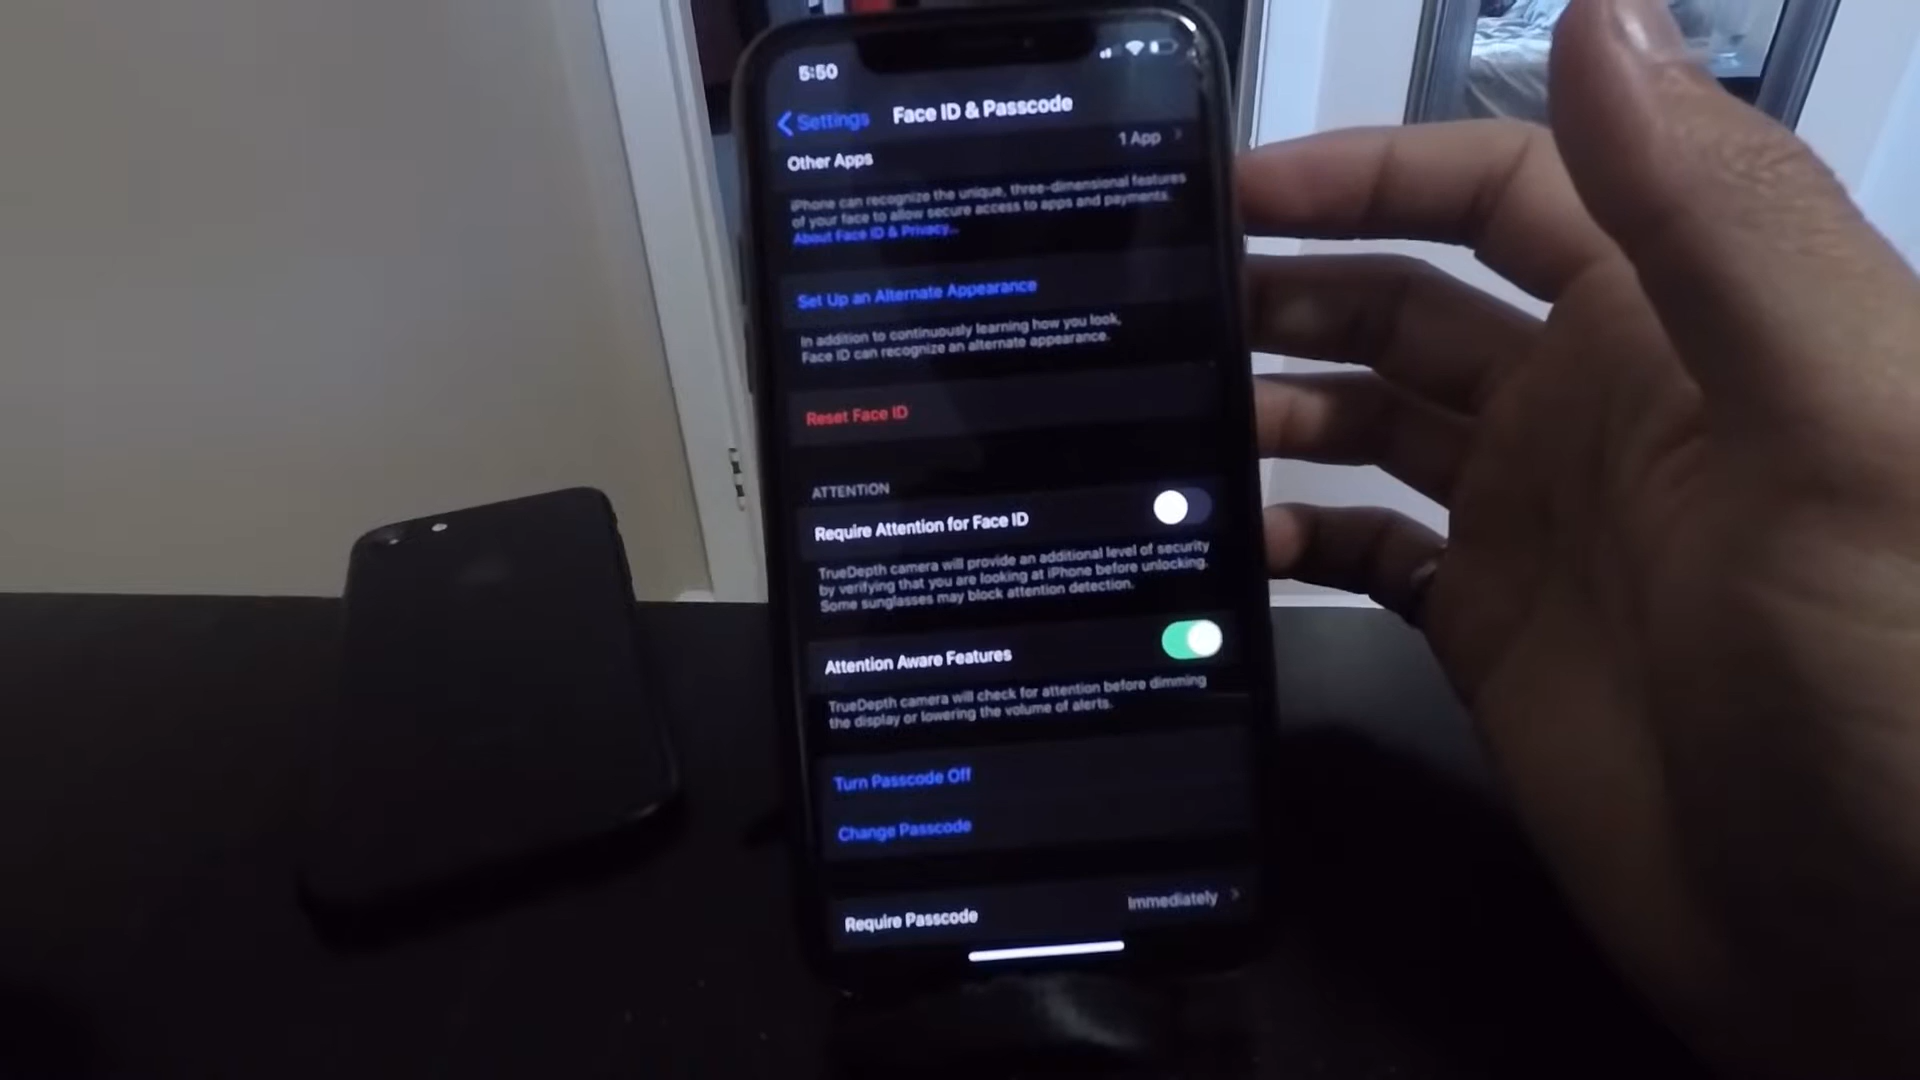 5:50
Settings
Face ID & Passcode
Other Apps
1 App
iPhone can recognize the unique, three-dimensional features
of your face to allow secure access to apps and payments.
About Face ID & Privacy...
Set Up an Alternate Appearance
In addition to continuously learning how you look,
Face ID can recognize an alternate appearance.
Reset Face ID
ATTENTION
Require Attention for Face ID
TrueDepth camera will provide an additional level of security
by verifying that you are looking at iPhone before unlocking.
Some sunglasses may block attention detection.
Attention Aware Features
TrueDepth camera will check for attention before dimming
the display or lowering the volume of alerts.
Turn Passcode Off
Change Passcode
Require Passcode
Immediately